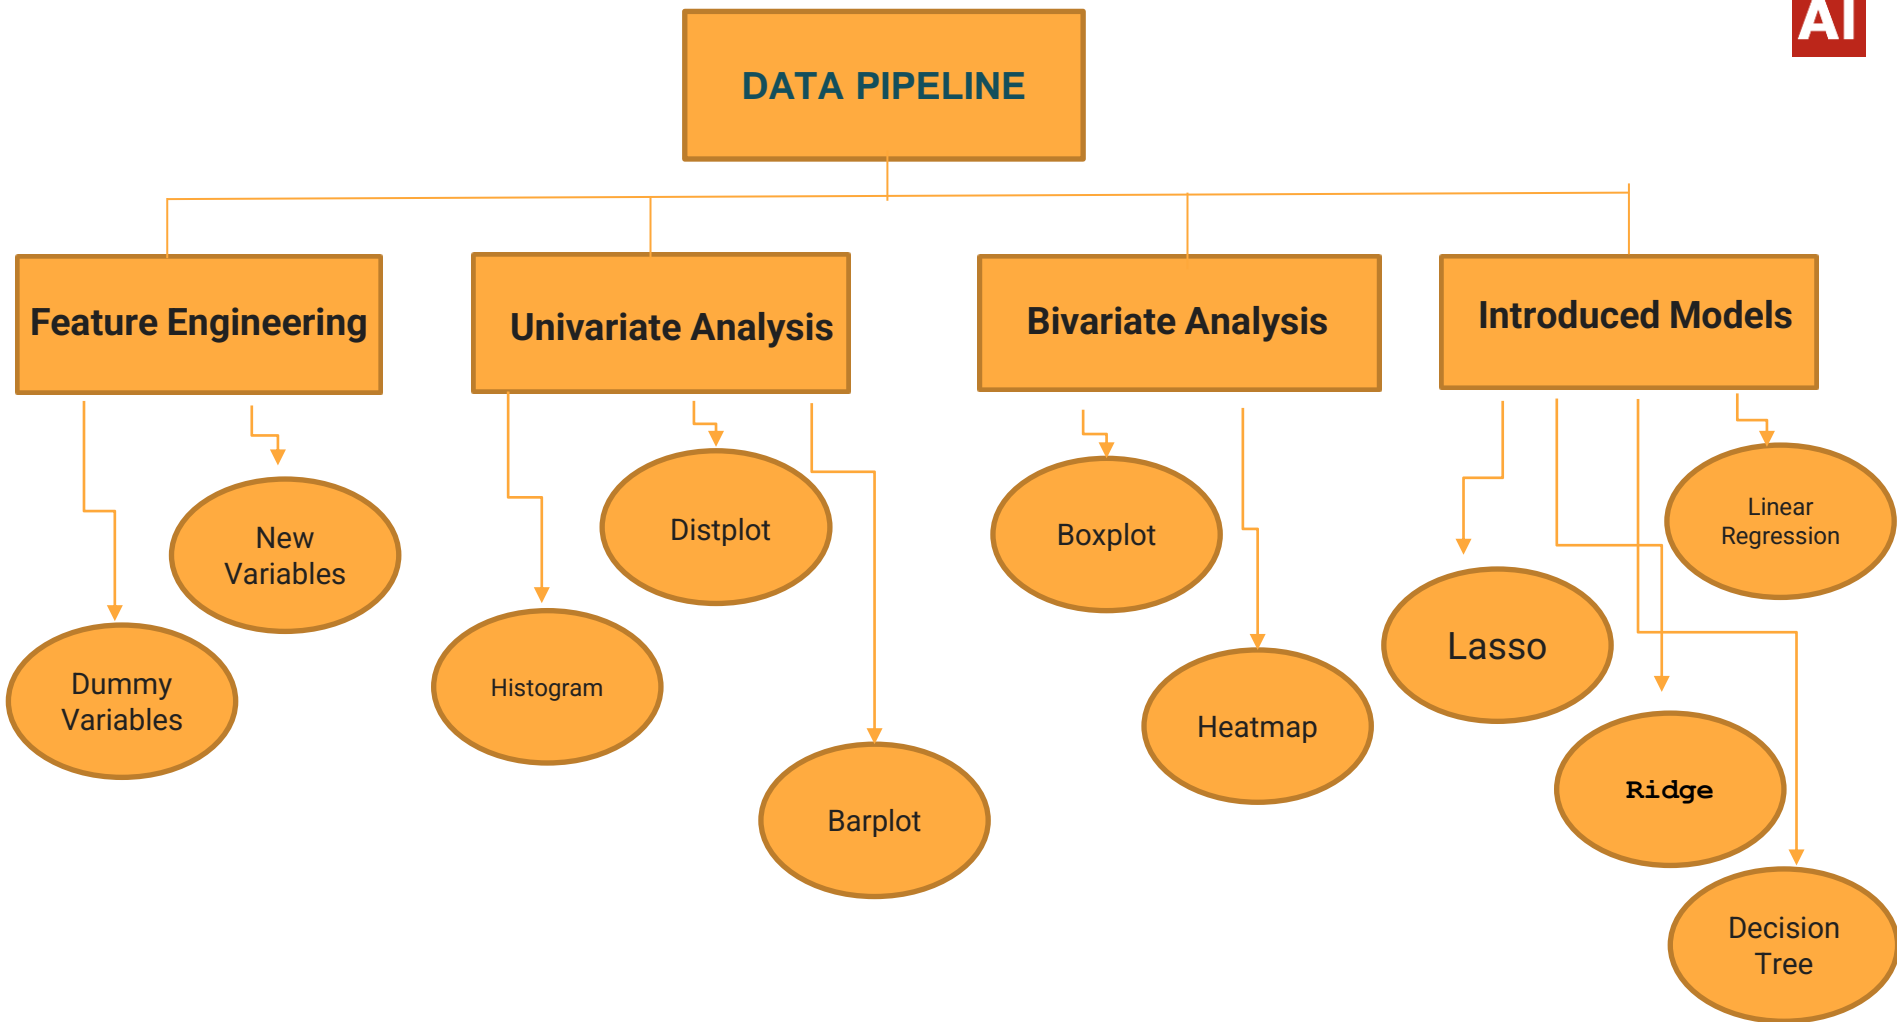 AI
DATA PIPELINE
Feature Engineering
Univariate Analysis
Bivariate Analysis
Introduced Models
New
Variables
Dummy
Variables
Distplot
Histogram
Barplot
Boxplot
Heatmap
Linear
Regression
Lasso
Ridge
Decision
Tree